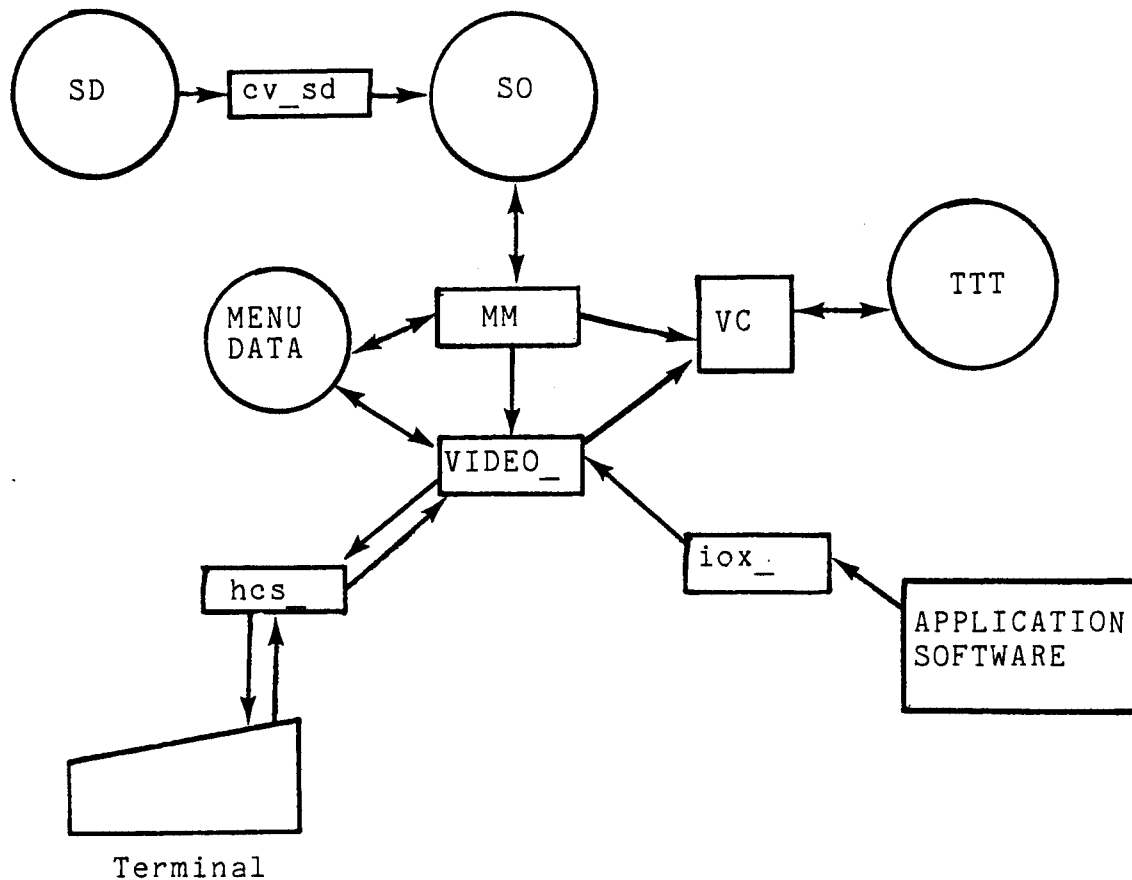 SD
cv_sd
SO
TTT
MENU
DATA
MM
VC
VIDEO_
iox_
hcs_
APPLICATION
SOFTWARE
Terminal